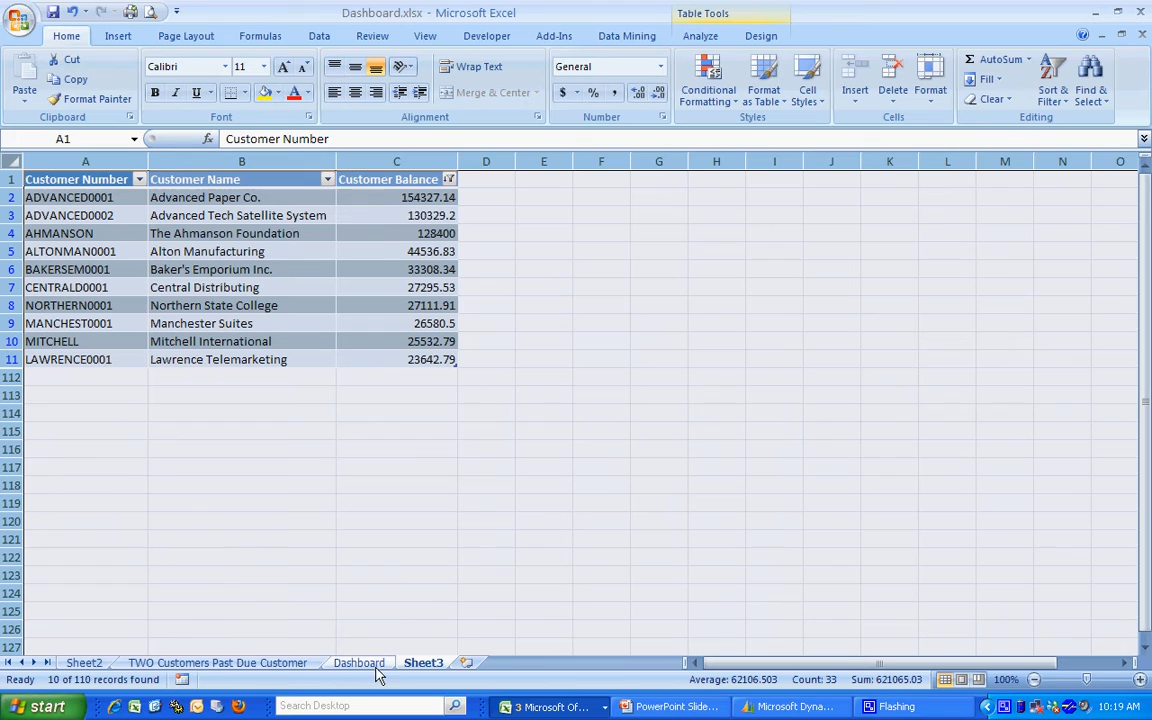 Dashboard.xlsx - Microsoft Excel
Table Tools
Home Insert Page Layout Formulas Data Review View Developer Add-Ins Data Mining Analyze Design
Paste
Cut
Copy
Format Painter
Clipboard
Calibri 11
B I U
Font
Wrap Text
Merge & Center
Alignment
General
$ % ,
Number
Conditional Formatting
Format as Table
Cell Styles
Styles
Insert
Delete
Format
Cells
Σ AutoSum
Fill
Clear
Sort & Filter
Find & Select
Editing
A1 fx Customer Number
A B C D E F G H I J K L M N O
1 Customer Number Customer Name Customer Balance
2 ADVANCED0001 Advanced Paper Co. 154327.14
3 ADVANCED0002 Advanced Tech Satellite System 130329.2
4 AHMANSON The Ahmanson Foundation 128400
5 ALTONMAN0001 Alton Manufacturing 44536.83
6 BAKERSEM0001 Baker's Emporium Inc. 33308.34
7 CENTRALD0001 Central Distributing 27295.53
8 NORTHERN0001 Northern State College 27111.91
9 MANCHEST0001 Manchester Suites 26580.5
10 MITCHELL Mitchell International 25532.79
11 LAWRENCE0001 Lawrence Telemarketing 23642.79
112
113
114
115
116
117
118
119
120
121
122
123
124
125
126
127
Sheet2 TWO Customers Past Due Customer Dashboard Sheet3
Ready 10 of 110 records found Average: 62106.503 Count: 33 Sum: 621065.03 100%
start Search Desktop 3 Microsoft Of... PowerPoint Slide... Microsoft Dyna... Flashing 10:19 AM